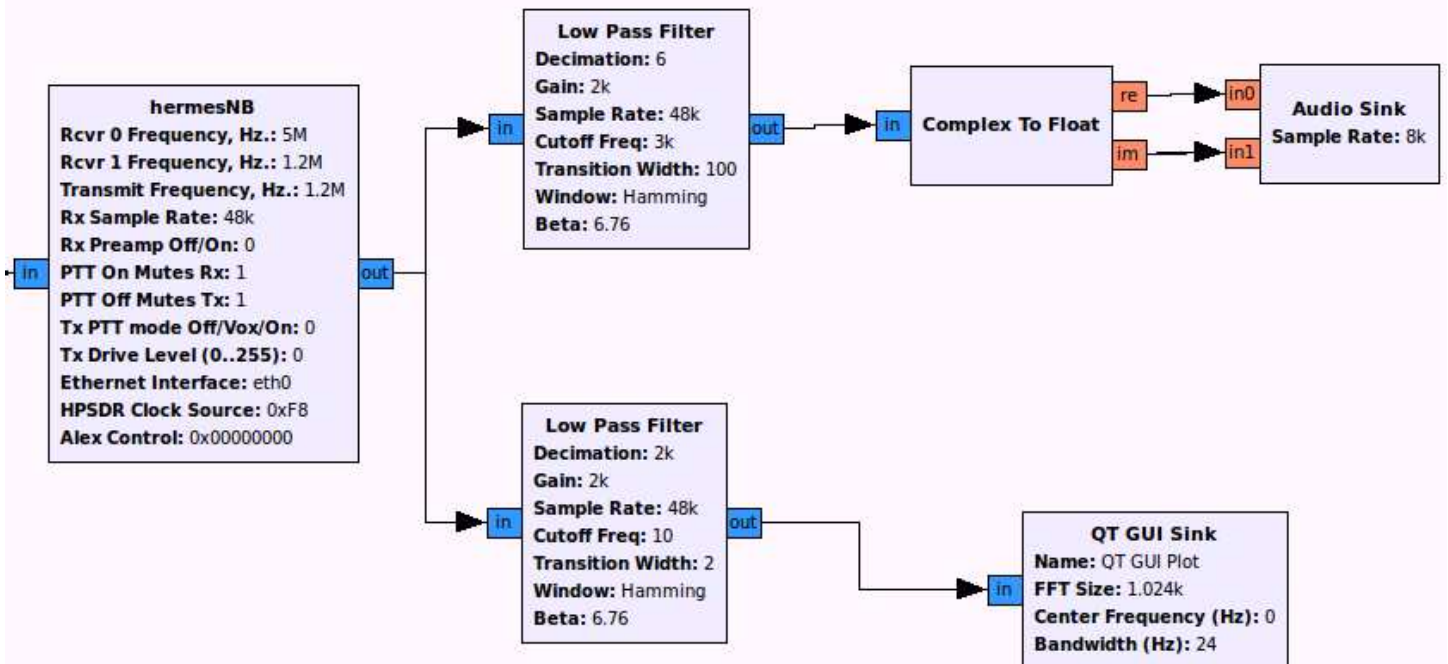 hermesNB
Rcvr 0 Frequency, Hz.: 5M
Rcvr 1 Frequency, Hz.: 1.2M
Transmit Frequency, Hz.: 1.2M
Rx Sample Rate: 48k
Rx Preamp Off/On: 0
in
PTT On Mutes Rx: 1
out
PTT Off Mutes Tx: 1
Tx PTT mode Off/Vox/On: 0
Tx Drive Level (0..255): 0
Ethernet Interface: eth0
HPSDR Clock Source: 0xF8
Alex Control: 0x00000000
Low Pass Filter
Decimation: 6
Gain: 2k
Sample Rate: 48k
in
Cutoff Freq: 3k
out
Transition Width: 100
Window: Hamming
Beta: 6.76
in
Complex To Float
re
im
in0
in1
Audio Sink
Sample Rate: 8k
Low Pass Filter
Decimation: 2k
Gain: 2k
Sample Rate: 48k
in
Cutoff Freq: 10
out
Transition Width: 2
Window: Hamming
Beta: 6.76
QT GUI Sink
Name: QT GUI Plot
in
FFT Size: 1.024k
Center Frequency (Hz): 0
Bandwidth (Hz): 24